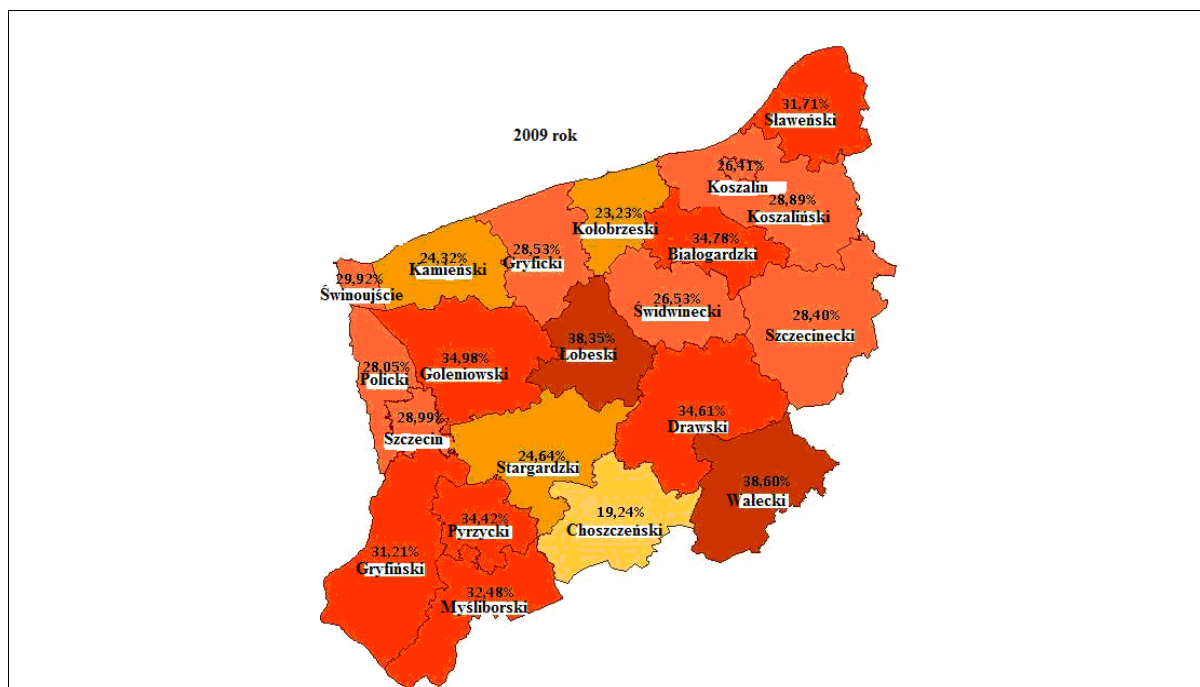 31,71%
Sławeński
2009 rok
26,41%
Koszalin
28,89%
Koszaliński
23,23%
Kołobrzeski
34,78%
Białogardzki
28,53%
Gryficki
24,32%
Kamieński
29,92%
Świnoujście
26,53%
Świdwinecki
28,40%
Szczecinecki
38,35%
Łobeski
34,98%
Goleniowski
28,05%
Policki
28,99%
Szczecin
34,61%
Drawski
24,64%
Stargardzki
38,60%
Wałecki
19,24%
Choszczeński
34,42%
Pyrzycki
31,21%
Gryfiński
32,48%
Myśliborski